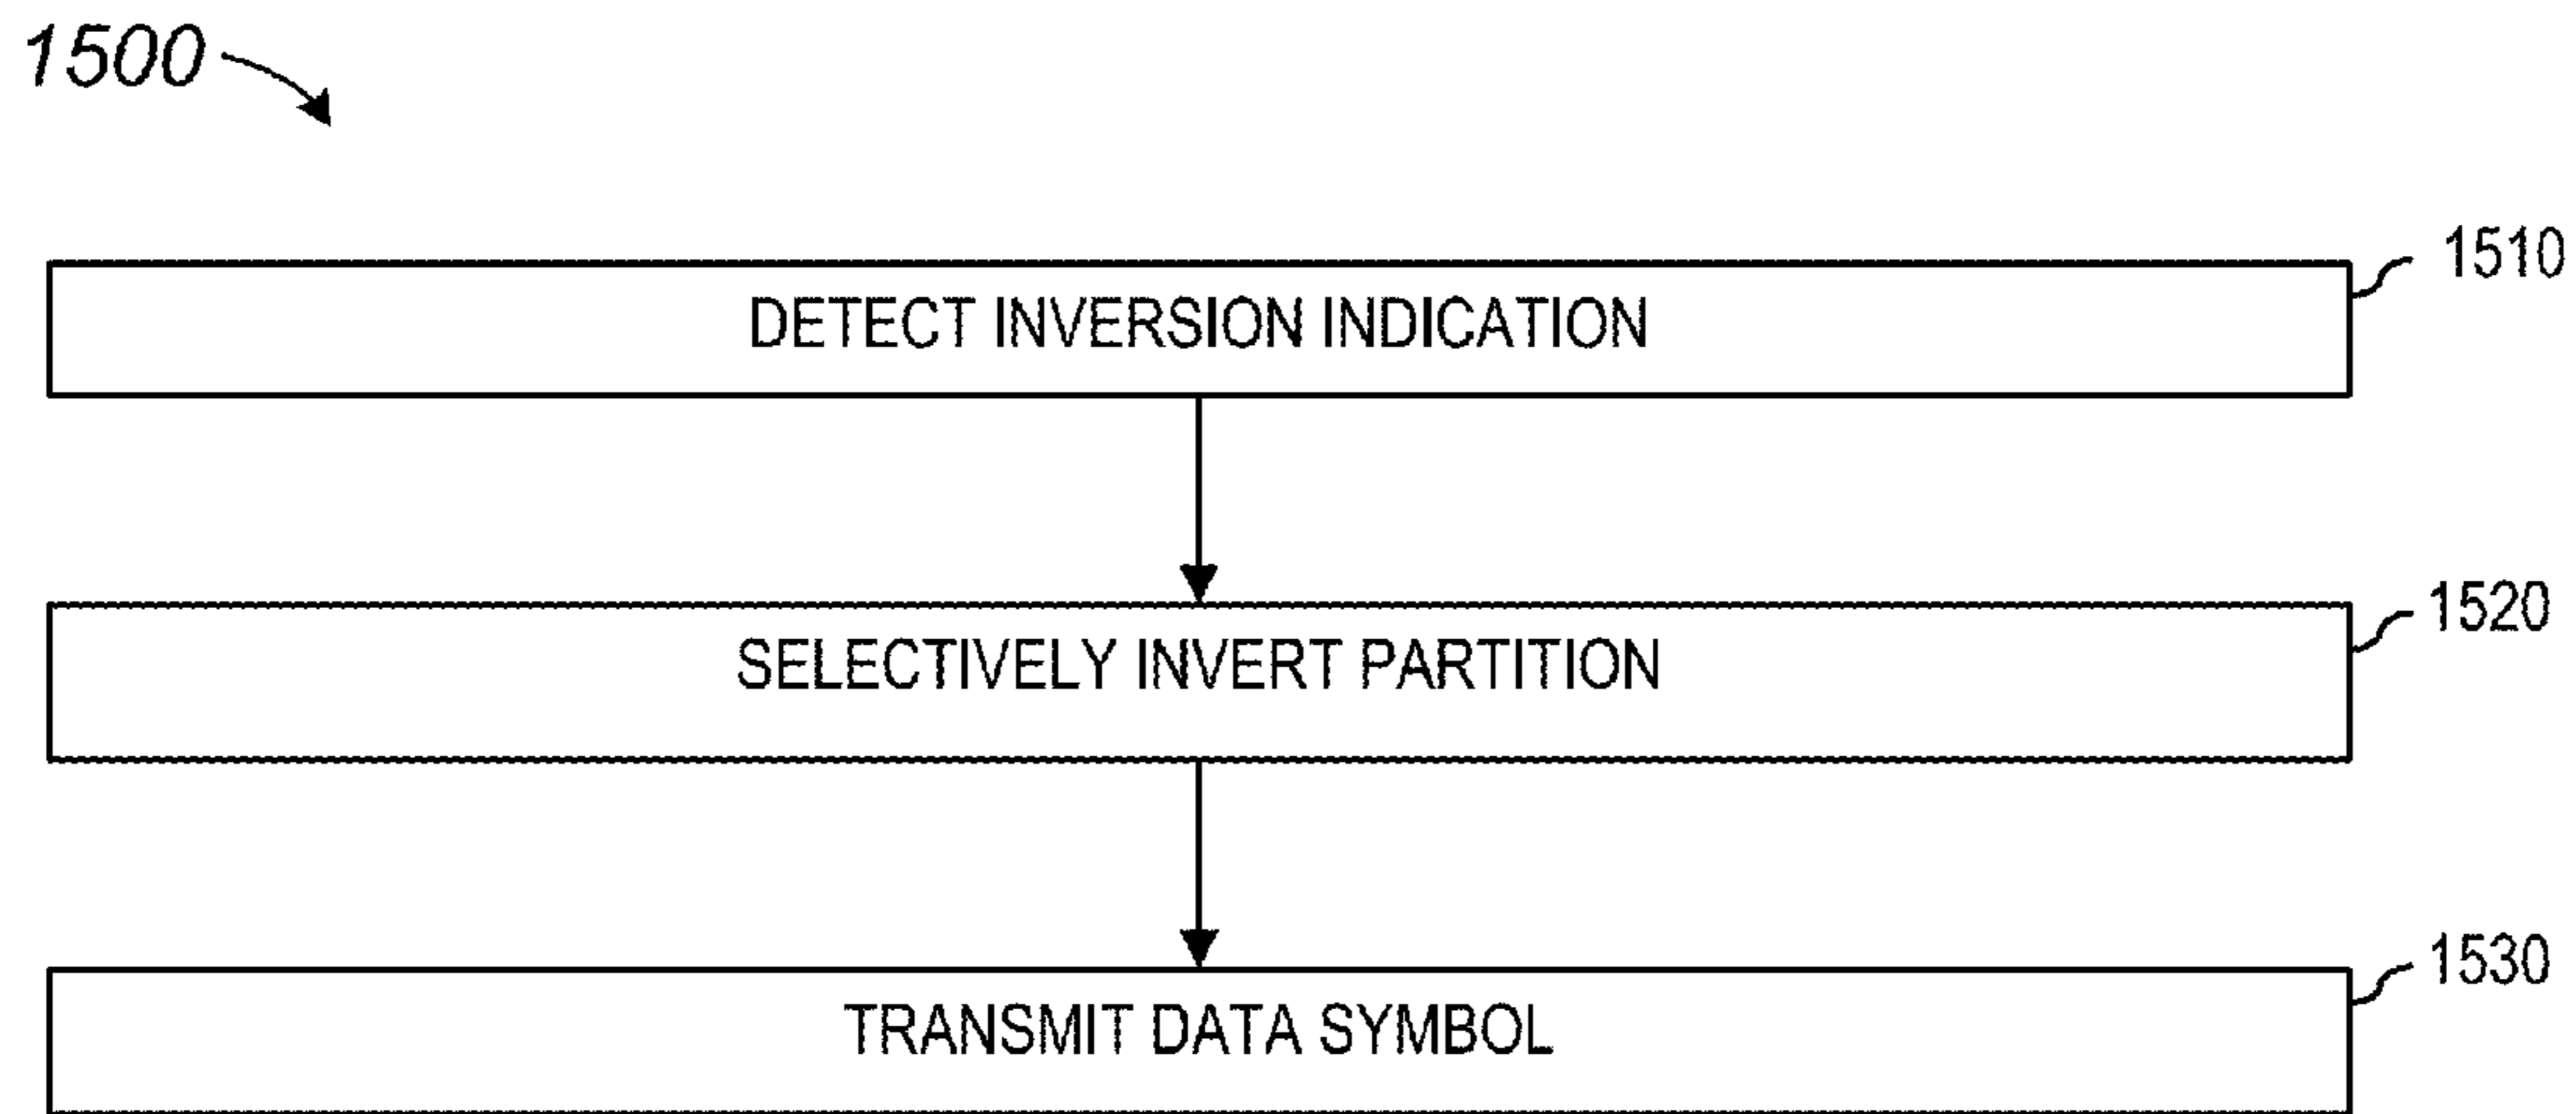 1500
DETECT INVERSION INDICATION
1510
SELECTIVELY INVERT PARTITION
1520
TRANSMIT DATA SYMBOL
1530